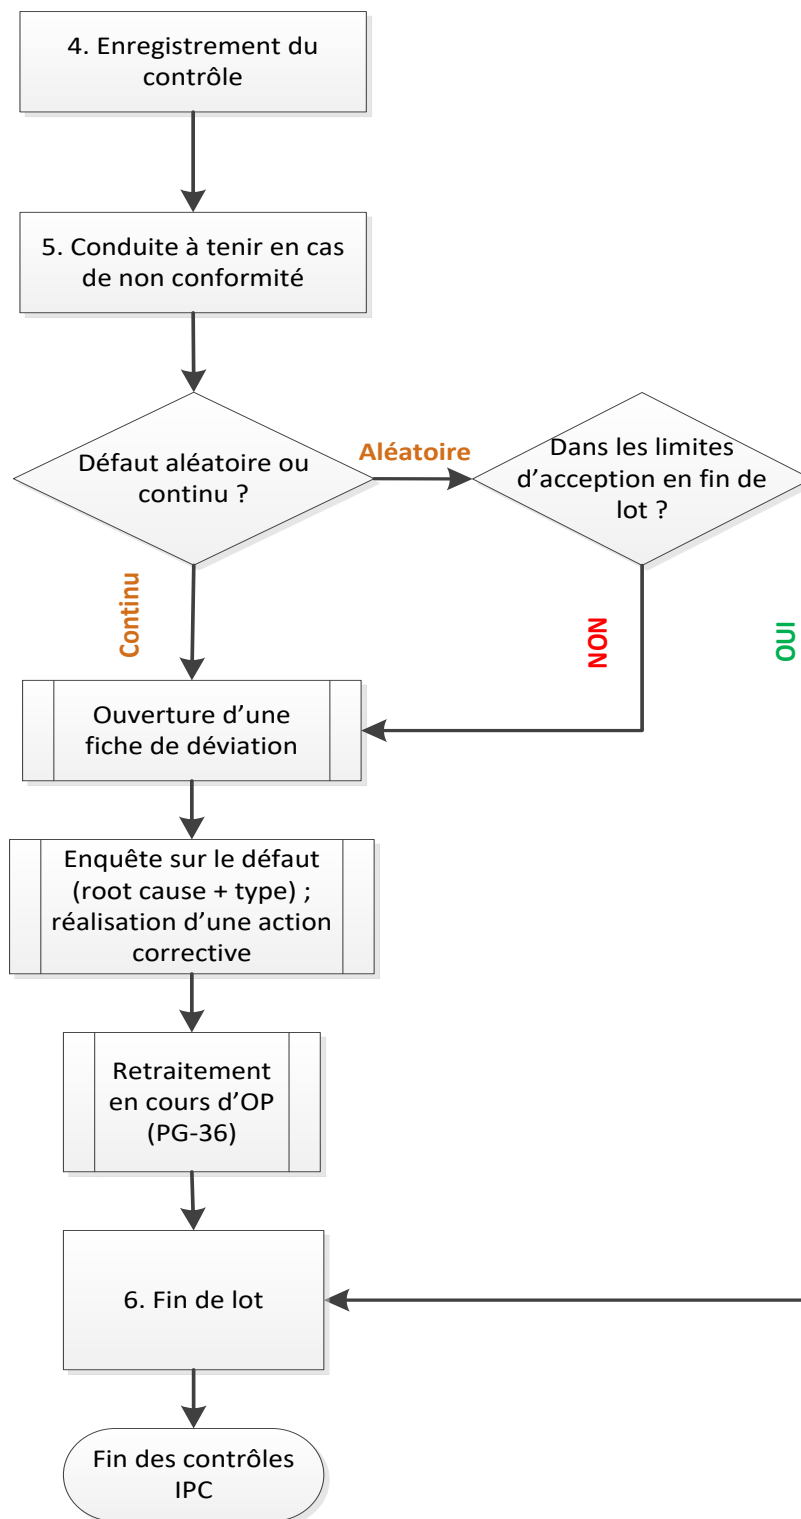 4. Enregistrement du
contrôle
5. Conduite à tenir en cas
de non conformité
Défaut aléatoire ou
continu ?
Aléatoire
Dans les limites
d’acception en fin de
lot ?
Continu
NON
OUI
Ouverture d’une
fiche de déviation
Enquête sur le défaut
(root cause + type) ;
réalisation d’une action
corrective
Retraitement
en cours d’OP
(PG-36)
6. Fin de lot
Fin des contrôles
IPC